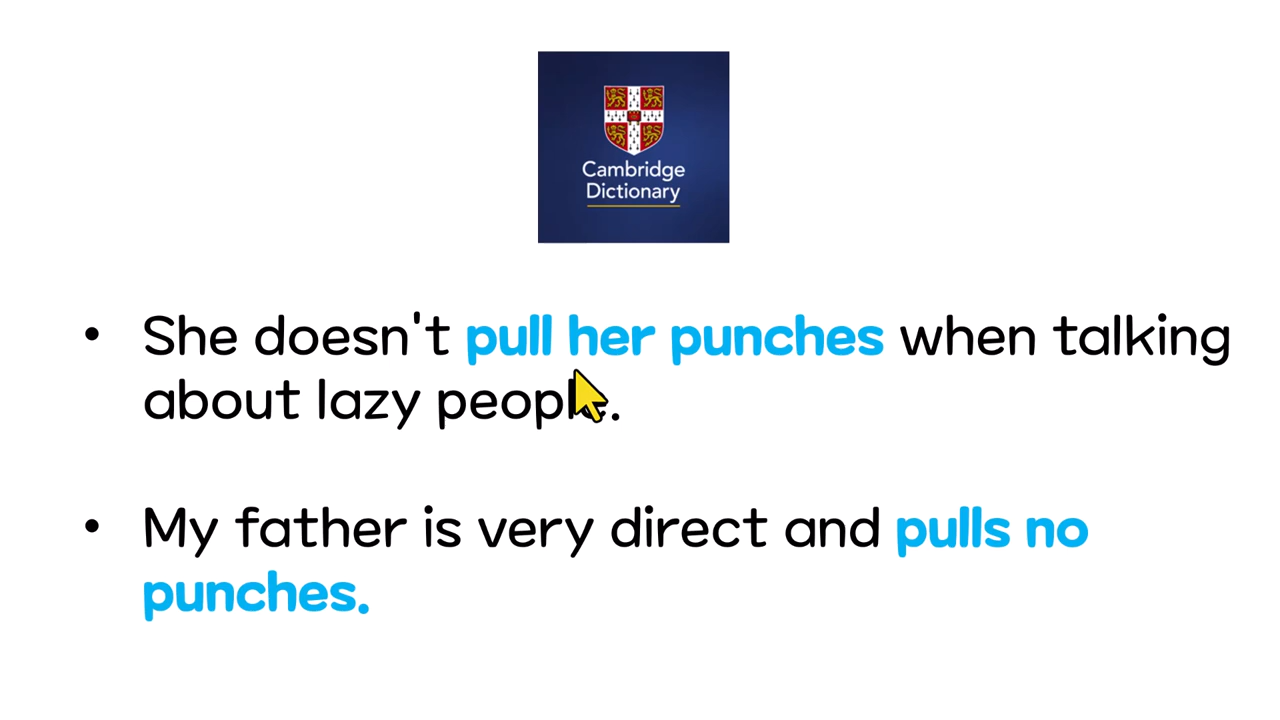 Cambridge
Dictionary
• She doesn't pull her punches when talking
about lazy people.
• My father is very direct and pulls no
punches.